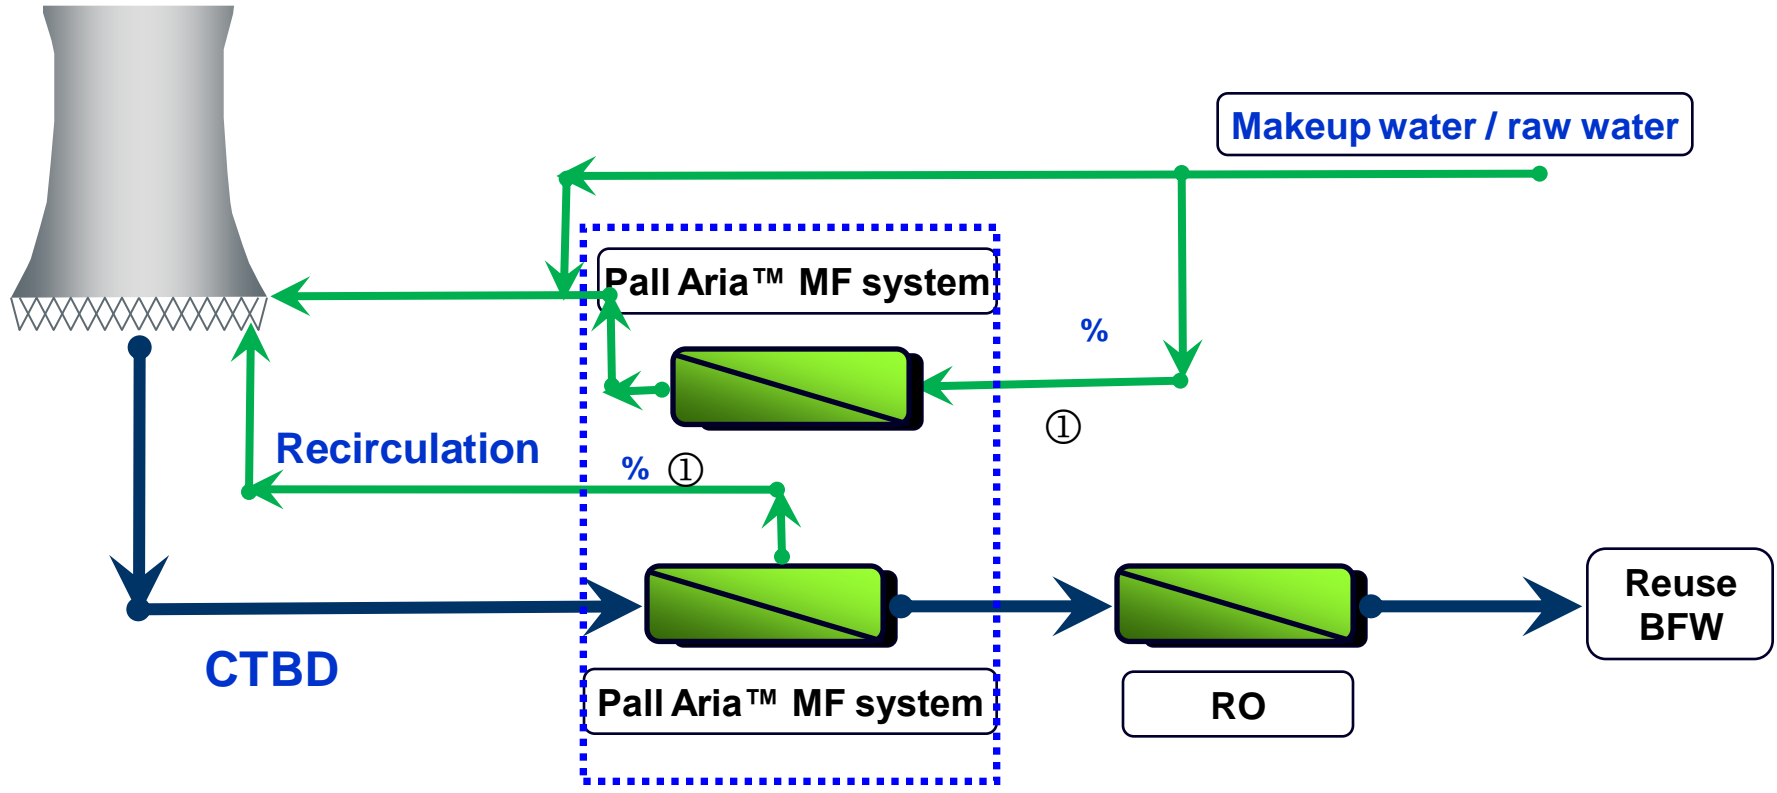 Makeup water / raw water
Pall Aria™ MF system
%
①
Recirculation
% ①
CTBD
Pall Aria™ MF system
RO
Reuse
BFW